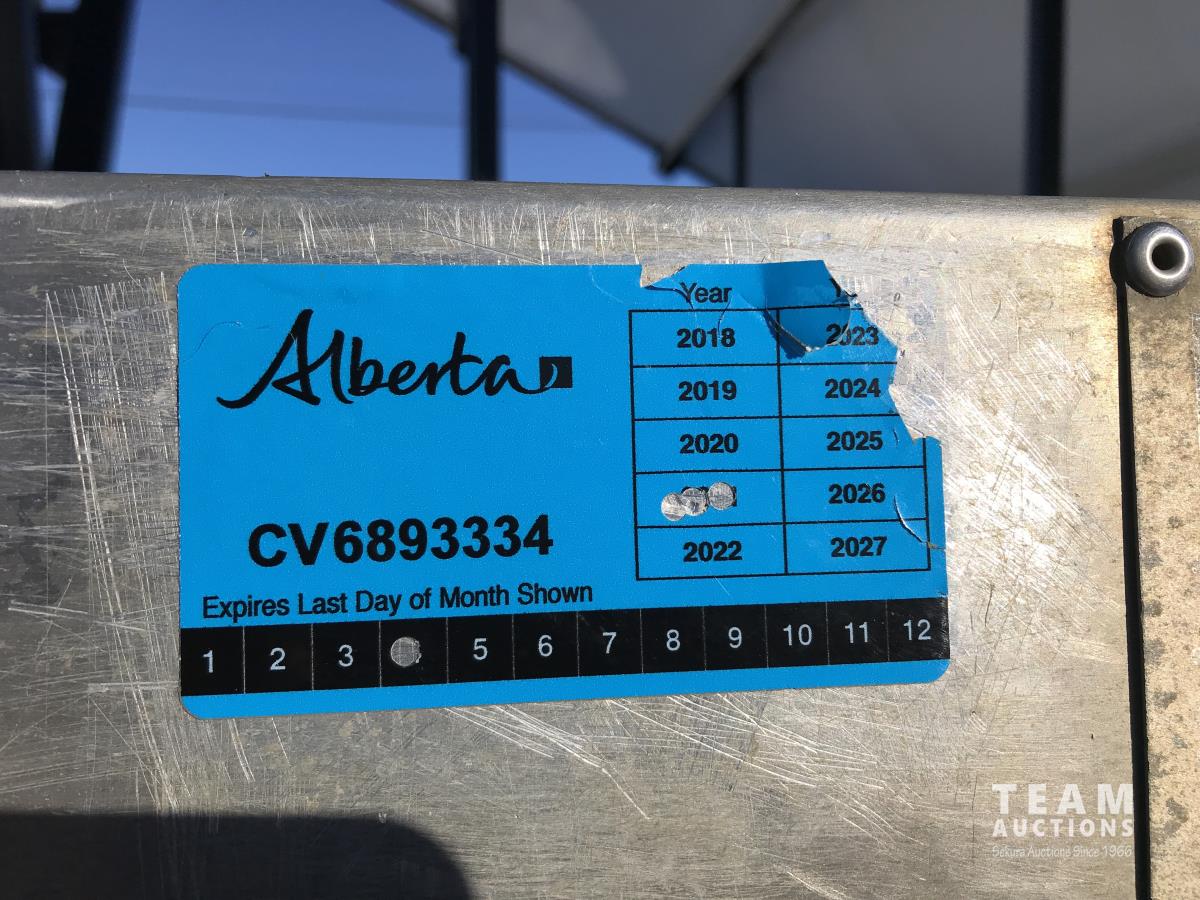 Alberta
Year
2018 2023
2019 2024
2020 2025
2026
2022 2027
CV6893334
Expires Last Day of Month Shown
1 2 3 5 6 7 8 9 10 11 12
TEAM
AUCTIONS
Sekura Auctions Since 1966